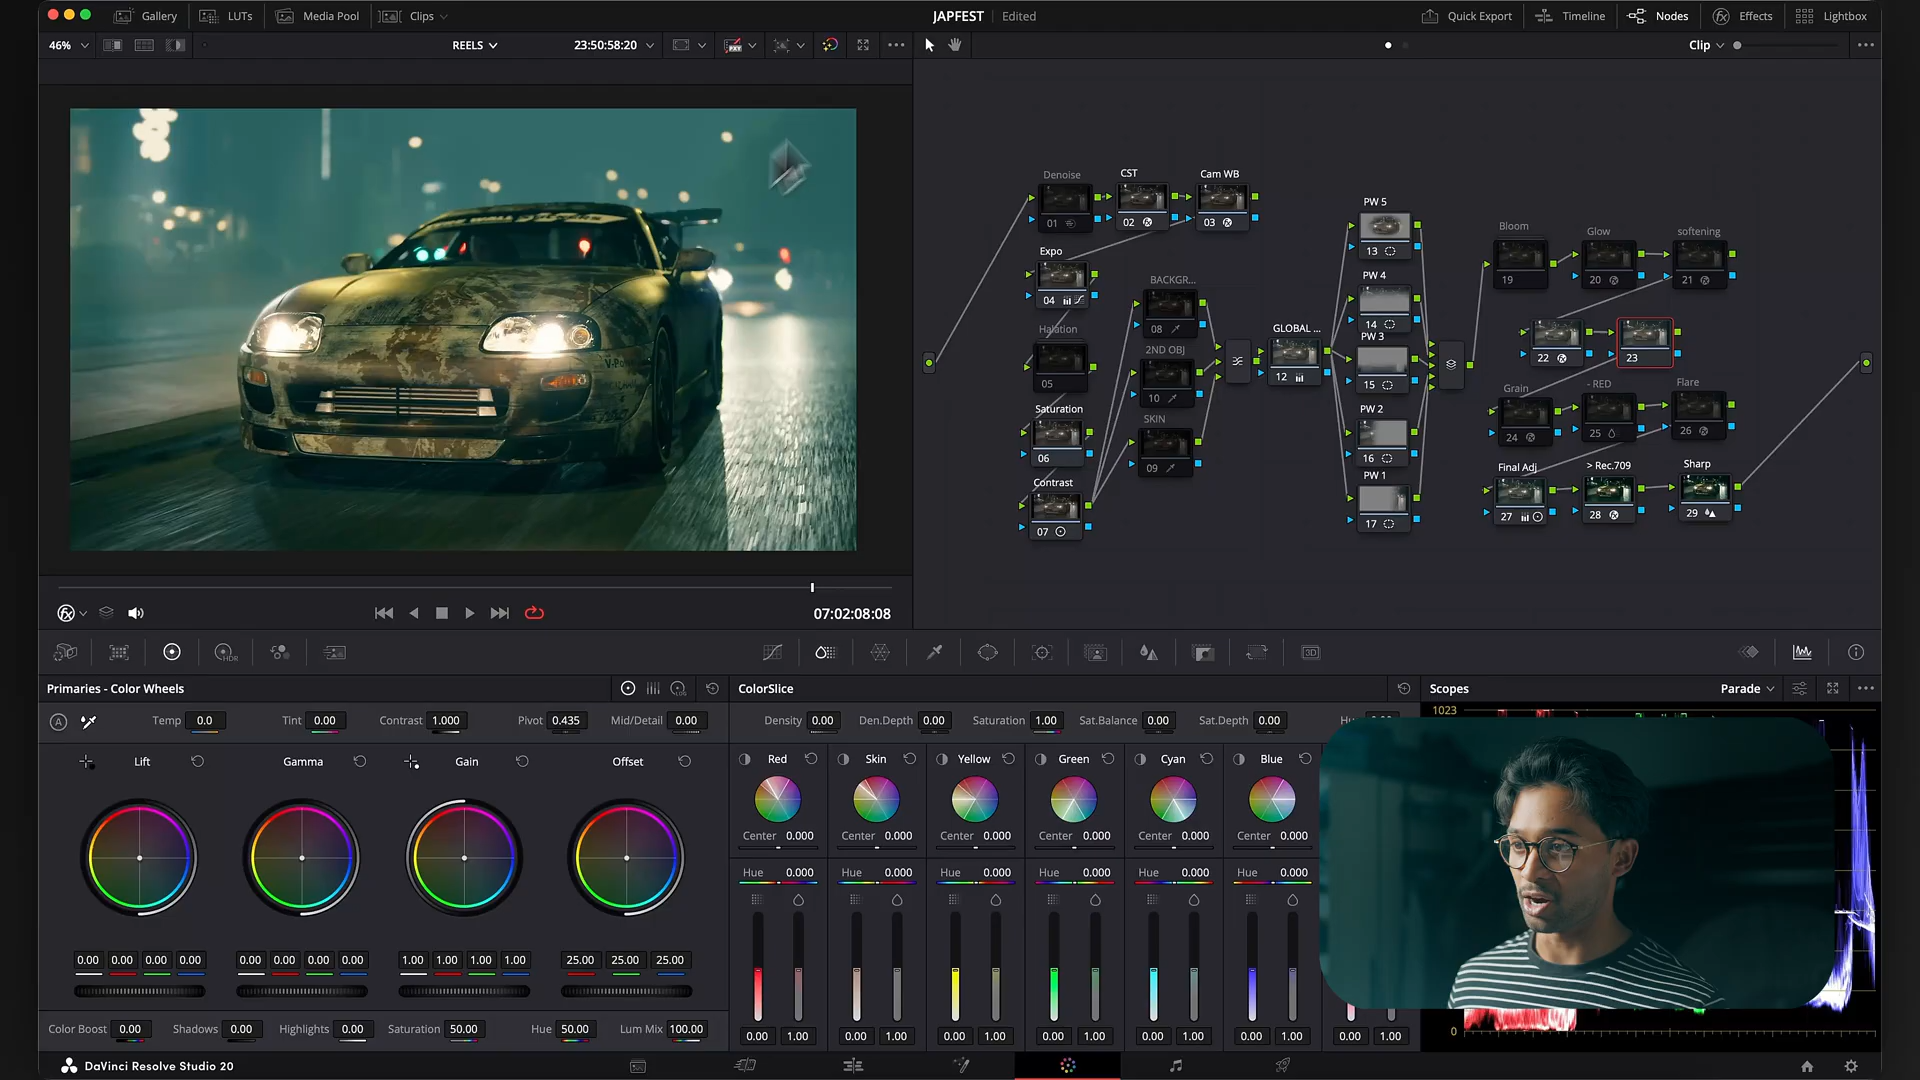 Gallery LUTs Media Pool Clips JAPFEST Edited Quick Export Timeline Nodes Effects Lightbox
46% REELS 23:50:58:20 Clip
Denoise CST Cam WB
01 02 03
Expo
04
Halation
05
Saturation
06
Contrast
07
BACKGR...
08
2ND OBJ
10
SKIN
09
GLOBAL ...
12
PW 5
13
PW 4
14
PW 3
15
PW 2
16
PW 1
17
Bloom Glow softening
19 20 21
22 23
Grain - RED Flare
24 25 26
Final Adj > Rec.709 Sharp
27 28 29
07:02:08:08
HDR
LOG
3D
Primaries - Color Wheels
A Temp 0.0 Tint 0.00 Contrast 1.000 Pivot 0.435 Mid/Detail 0.00
Lift Gamma Gain Offset
0.00 0.00 0.00 0.00 0.00 0.00 0.00 0.00 1.00 1.00 1.00 1.00 25.00 25.00 25.00
Color Boost 0.00 Shadows 0.00 Highlights 0.00 Saturation 50.00 Hue 50.00 Lum Mix 100.00
ColorSlice
Density 0.00 Den.Depth 0.00 Saturation 1.00 Sat.Balance 0.00 Sat.Depth 0.00
Red Skin Yellow Green Cyan Blue
Center 0.000 Center 0.000 Center 0.000 Center 0.000 Center 0.000 Center 0.000
Hue 0.000 Hue 0.000 Hue 0.000 Hue 0.000 Hue 0.000 Hue 0.000
0.00 1.00 0.00 1.00 0.00 1.00 0.00 1.00 0.00 1.00 0.00 1.00 0.00 1.00
Scopes Parade
1023
0
DaVinci Resolve Studio 20